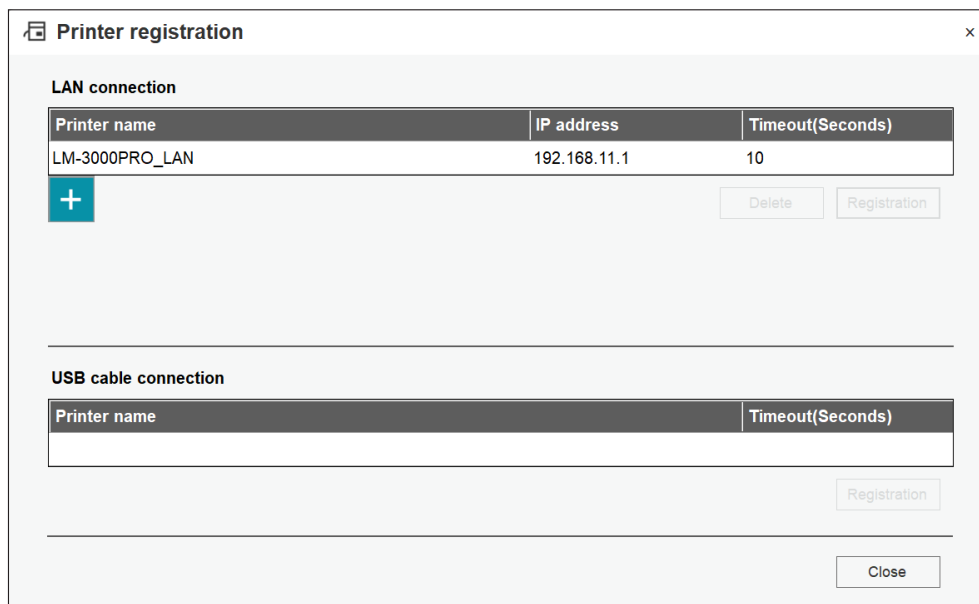 Printer registration
×
LAN connection
Printer name IP address Timeout(Seconds)
LM-3000PRO_LAN 192.168.11.1 10
+
Delete Registration
USB cable connection
Printer name Timeout(Seconds)
Registration
Close